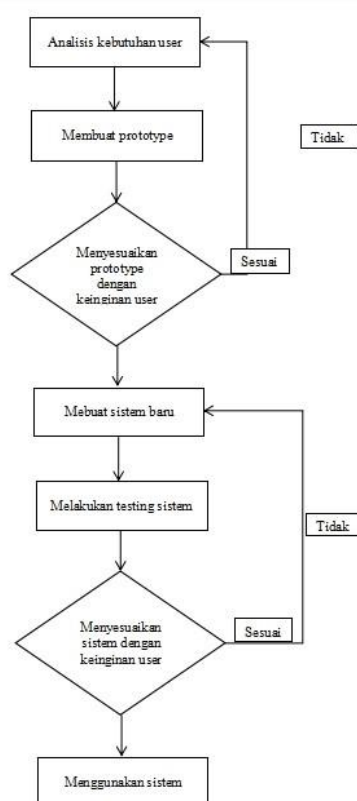 Analisis kebutuhan user
Membuat prototype
Tidak
Menyesuaikan
prototype
dengan
keinginan user
Sesuai
Mebuat sistem baru
Melakukan testing sistem
Tidak
Menyesuaikan
sistem dengan
keinginan user
Sesuai
Menggunakan sistem